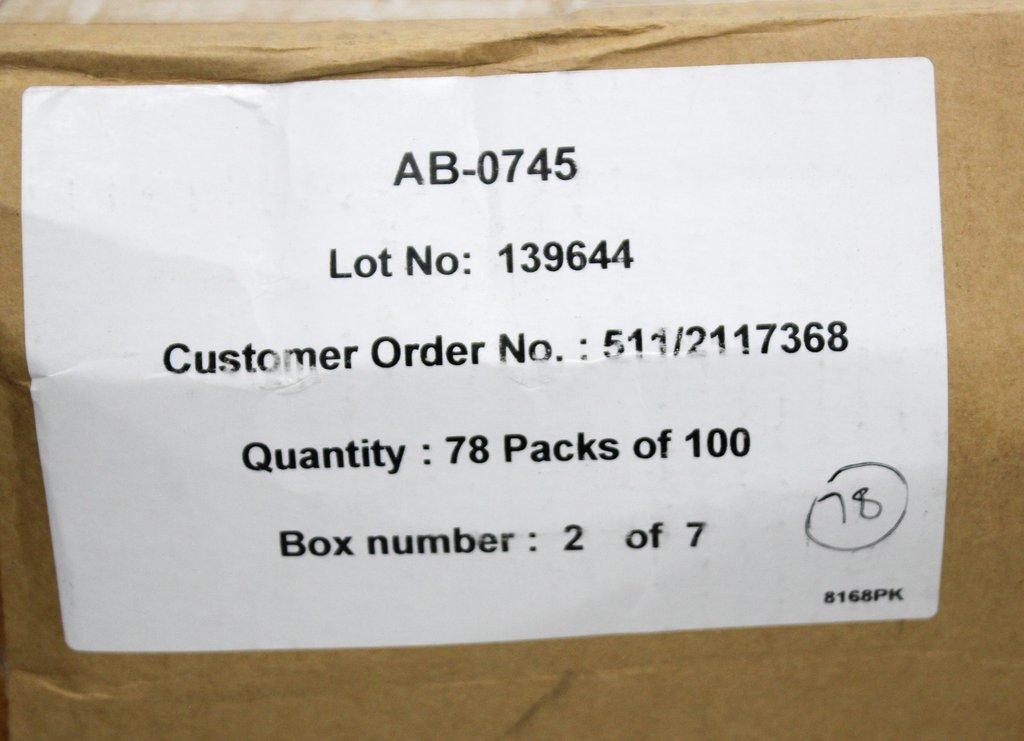 AB-0745
Lot No: 139644
Customer Order No. : 511/2117368
Quantity : 78 Packs of 100
Box number : 2 of 7
78
8168PK